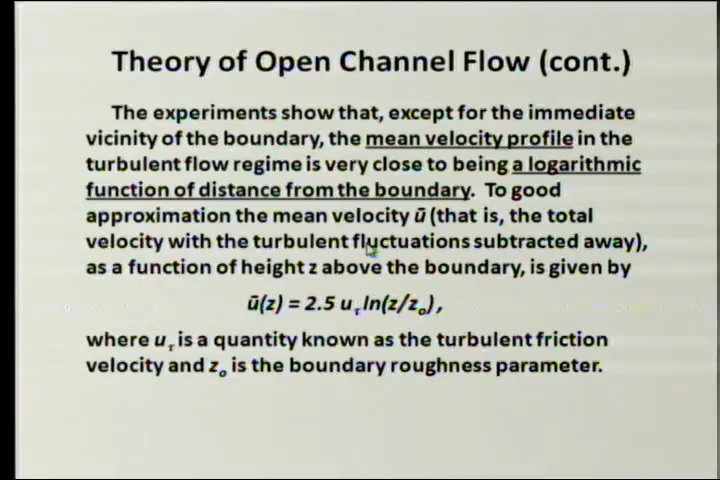 Theory of Open Channel Flow (cont.)
The experiments show that, except for the immediate
vicinity of the boundary, the mean velocity profile in the
turbulent flow regime is very close to being a logarithmic
function of distance from the boundary. To good
approximation the mean velocity ū (that is, the total
velocity with the turbulent fluctuations subtracted away),
as a function of height z above the boundary, is given by
ū(z) = 2.5 uτ ln(z/zₒ),
where uτ is a quantity known as the turbulent friction
velocity and zₒ is the boundary roughness parameter.